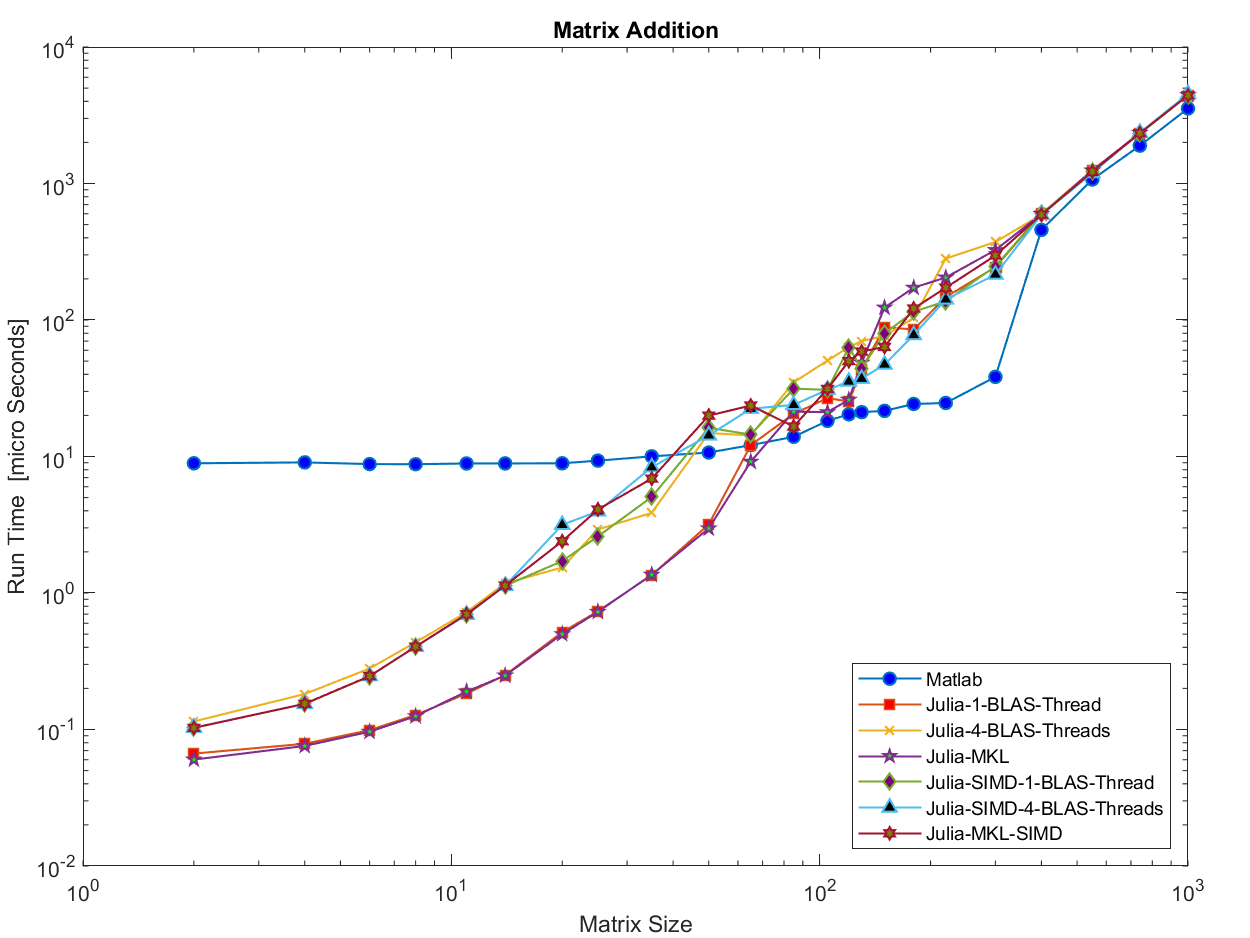 Matrix Addition
10^4
10^3
10^2
10^1
10^0
10^-1
10^-2
Run Time [micro Seconds]
Matlab
Julia-1-BLAS-Thread
Julia-4-BLAS-Threads
Julia-MKL
Julia-SIMD-1-BLAS-Thread
Julia-SIMD-4-BLAS-Threads
Julia-MKL-SIMD
10^0 10^1 10^2 10^3
Matrix Size